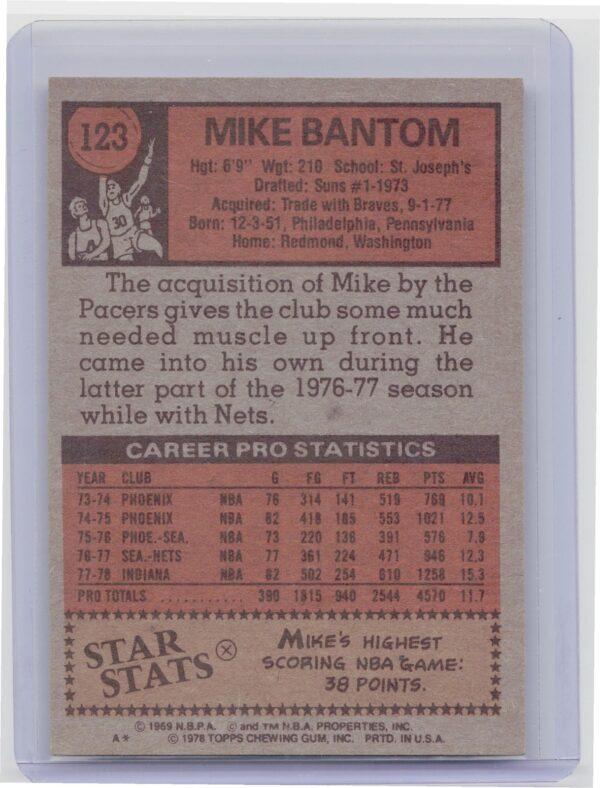 123
MIKE BANTOM
Hgt: 6'9" Wgt: 210 School: St. Joseph's
Drafted: Suns #1-1973
Acquired: Trade with Braves, 9-1-77
Born: 12-3-51, Philadelphia, Pennsylvania
Home: Redmond, Washington
30
The acquisition of Mike by the
Pacers gives the club some much
needed muscle up front. He
came into his own during the
latter part of the 1976-77 season
while with Nets.
CAREER PRO STATISTICS
YEAR CLUB G FG FT REB PTS AVG
73-74 PHOENIX NBA 76 314 141 519 769 10.1
74-75 PHOENIX NBA 82 418 185 553 1021 12.5
75-76 PHOE.-SEA. NBA 73 220 136 391 576 7.9
76-77 SEA.-NETS NBA 77 361 224 471 946 12.3
77-78 INDIANA NBA 82 502 254 610 1258 15.3
PRO TOTALS ........... 390 1815 940 2544 4570 11.7
STAR
STATS
MIKE'S HIGHEST
SCORING NBA GAME:
38 POINTS.
© 1969 N.B.P.A. © and TM N.B.A. PROPERTIES, INC.
A* © 1978 TOPPS CHEWING GUM, INC. PRTD. IN U.S.A.